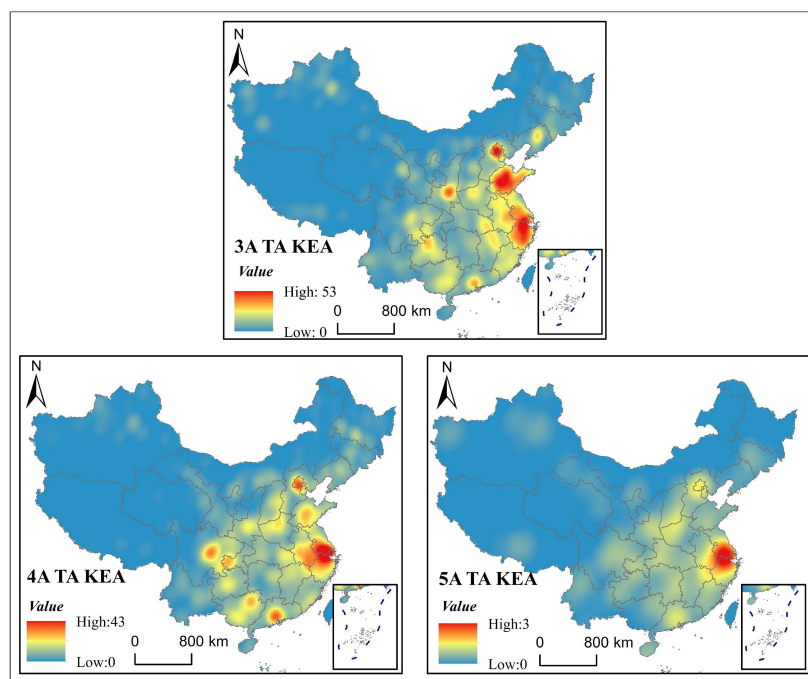 N
3A TA KEA
Value
High: 53
Low: 0
0 800 km
N
4A TA KEA
Value
High:43
Low:0
0 800 km
N
5A TA KEA
Value
High:3
Low:0
0 800 km